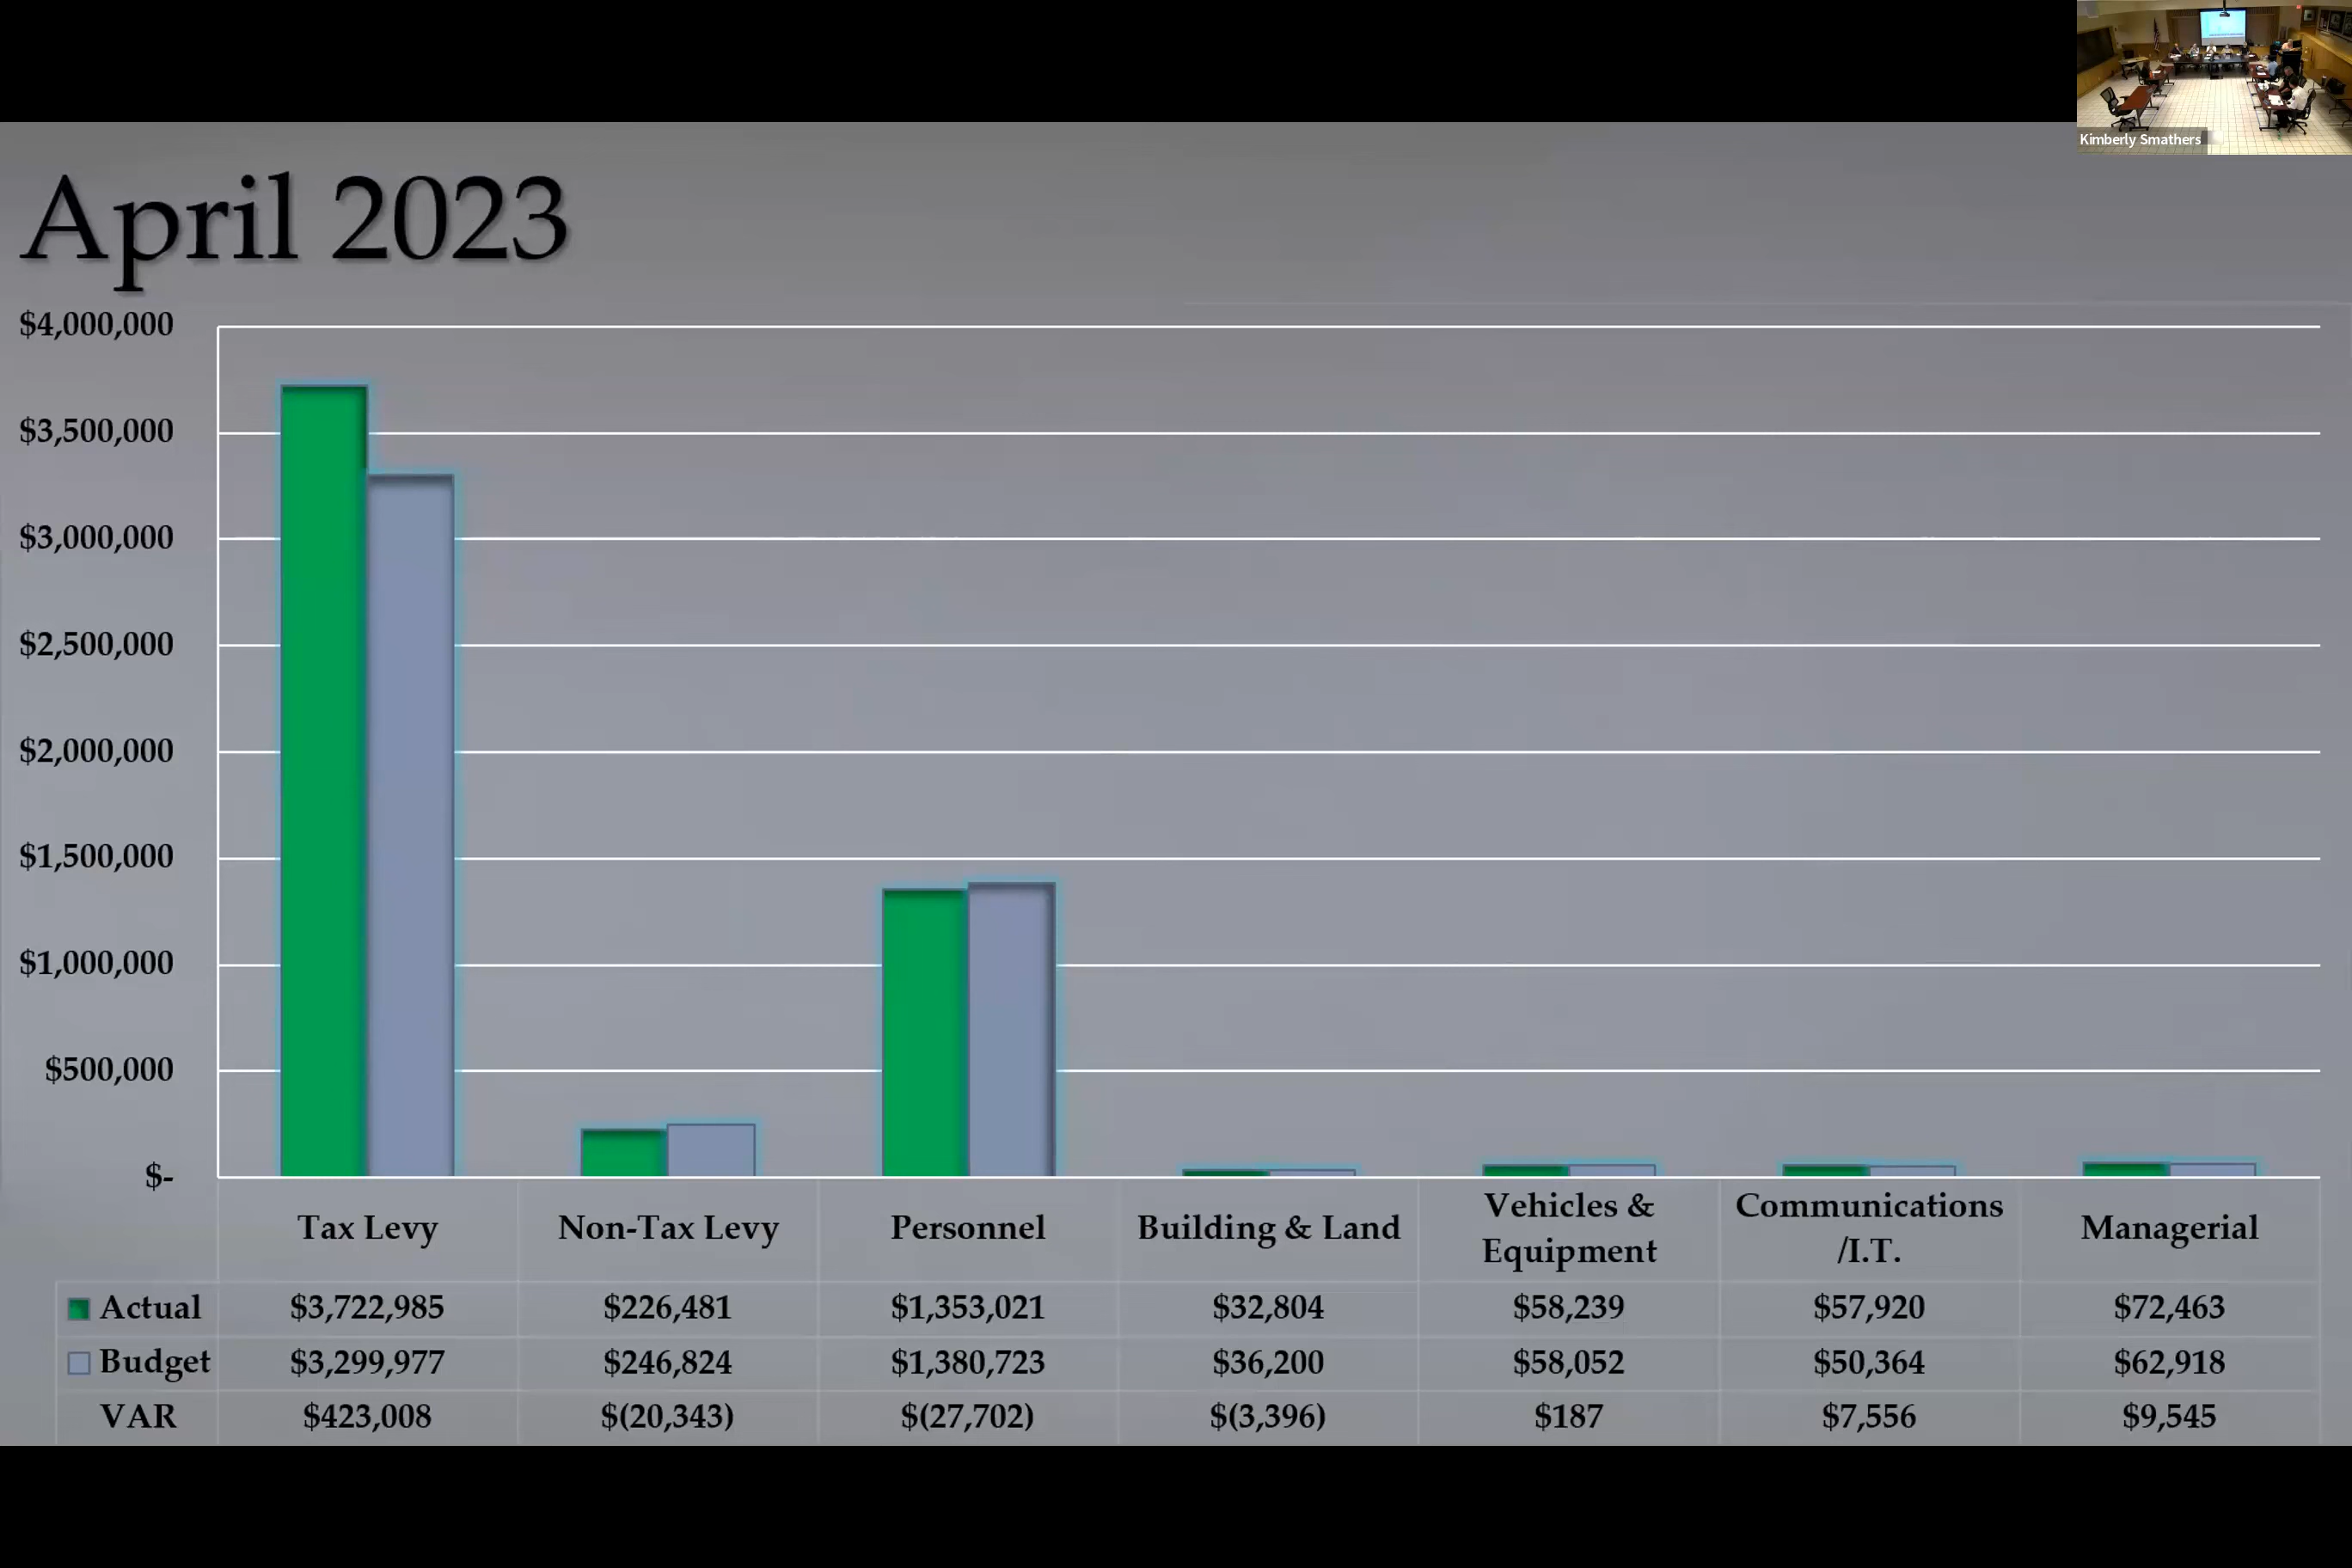 Kimberly Smathers
April 2023
$4,000,000
$3,500,000
$3,000,000
$2,500,000
$2,000,000
$1,500,000
$1,000,000
$500,000
$-
Tax Levy Non-Tax Levy Personnel Building & Land Vehicles & Equipment Communications /I.T. Managerial
Actual $3,722,985 $226,481 $1,353,021 $32,804 $58,239 $57,920 $72,463
Budget $3,299,977 $246,824 $1,380,723 $36,200 $58,052 $50,364 $62,918
VAR $423,008 $(20,343) $(27,702) $(3,396) $187 $7,556 $9,545